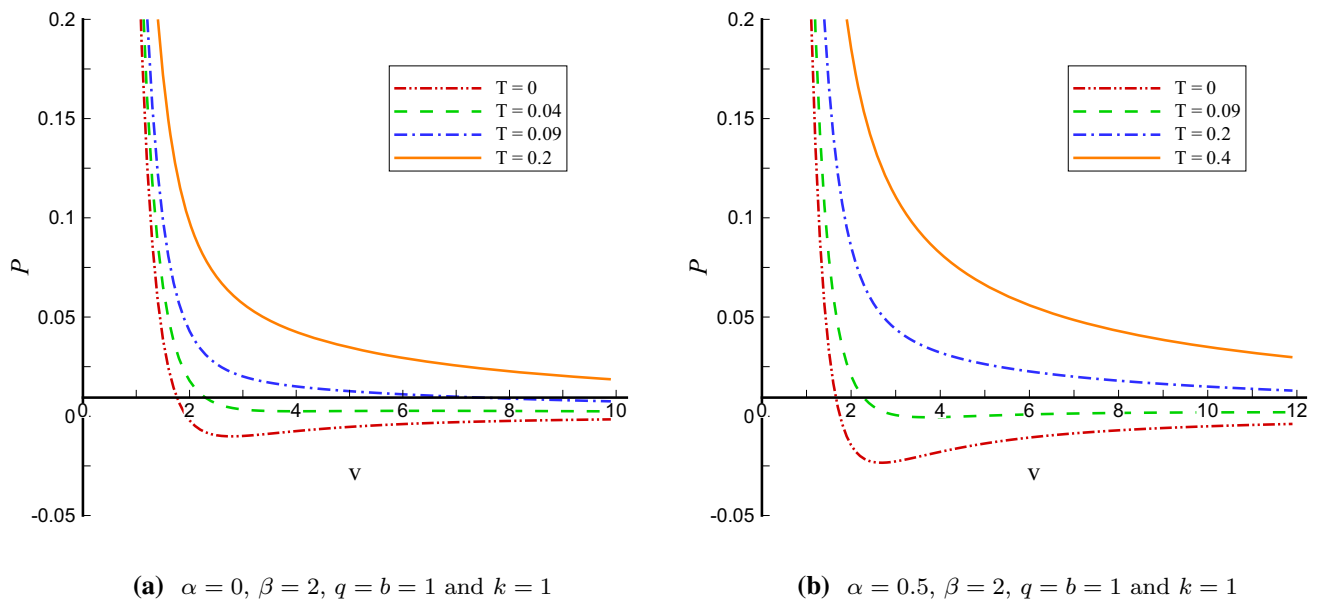 0.2
0.15
0.1
0.05
0
-0.05
P
0 2 4 6 8 10
v
T = 0
T = 0.04
T = 0.09
T = 0.2
(a) α = 0, β = 2, q = b = 1 and k = 1
0.2
0.15
0.1
0.05
0
-0.05
P
0 2 4 6 8 10 12
v
T = 0
T = 0.09
T = 0.2
T = 0.4
(b) α = 0.5, β = 2, q = b = 1 and k = 1